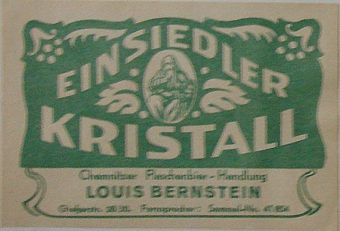 EINSIEDLER
KRISTALL
Chemnitzer Flaschenbier-Handlung
LOUIS BERNSTEIN
Fernsprecher: Sammel-Nr.